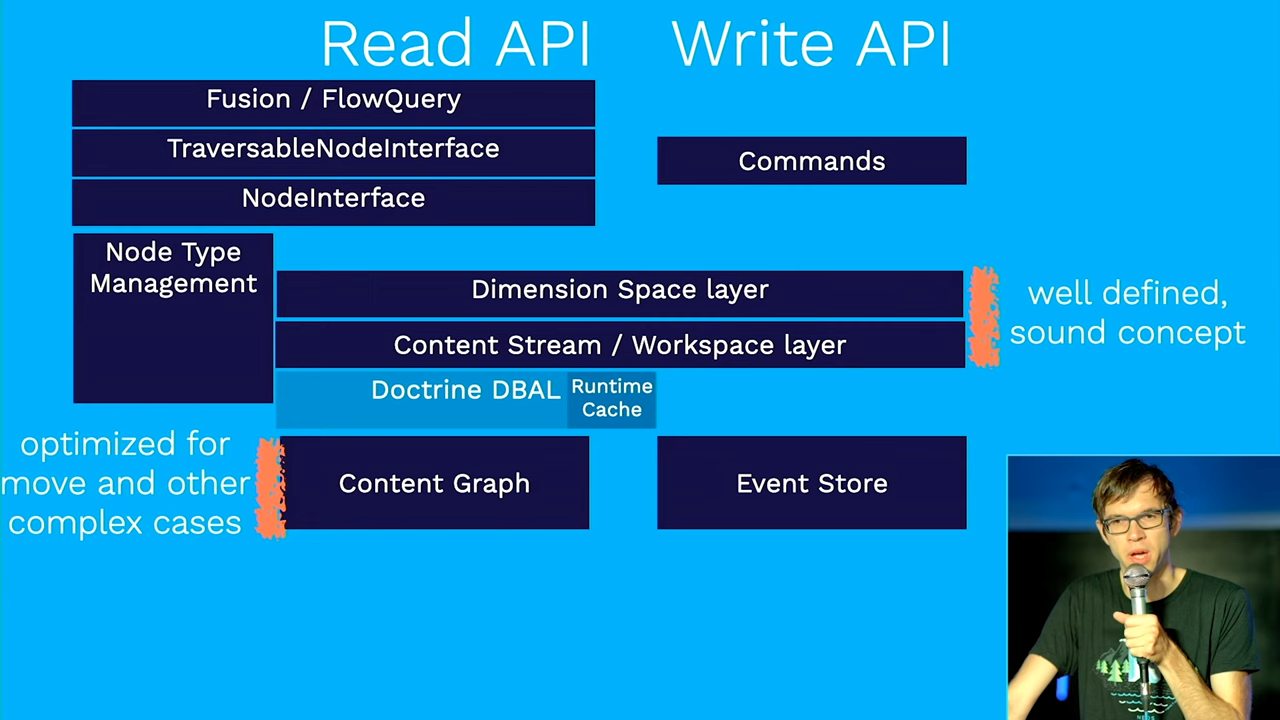 Read API
Write API
Fusion / FlowQuery
TraversableNodeInterface
NodeInterface
Commands
Node Type
Management
Dimension Space layer
Content Stream / Workspace layer
well defined,
sound concept
Doctrine DBAL
Runtime
Cache
optimized for
move and other
complex cases
Content Graph
Event Store
NEOS